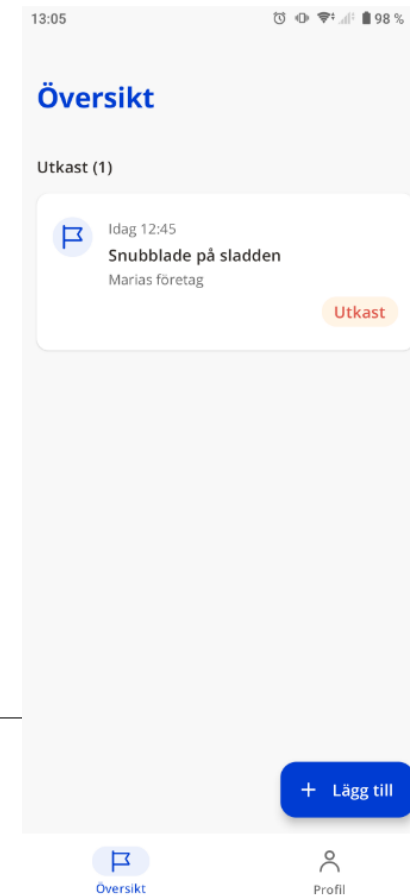 13:05 98 %
Översikt
Utkast (1)
Idag 12:45
Snubblade på sladden
Marias företag
Utkast
+ Lägg till
Översikt Profil